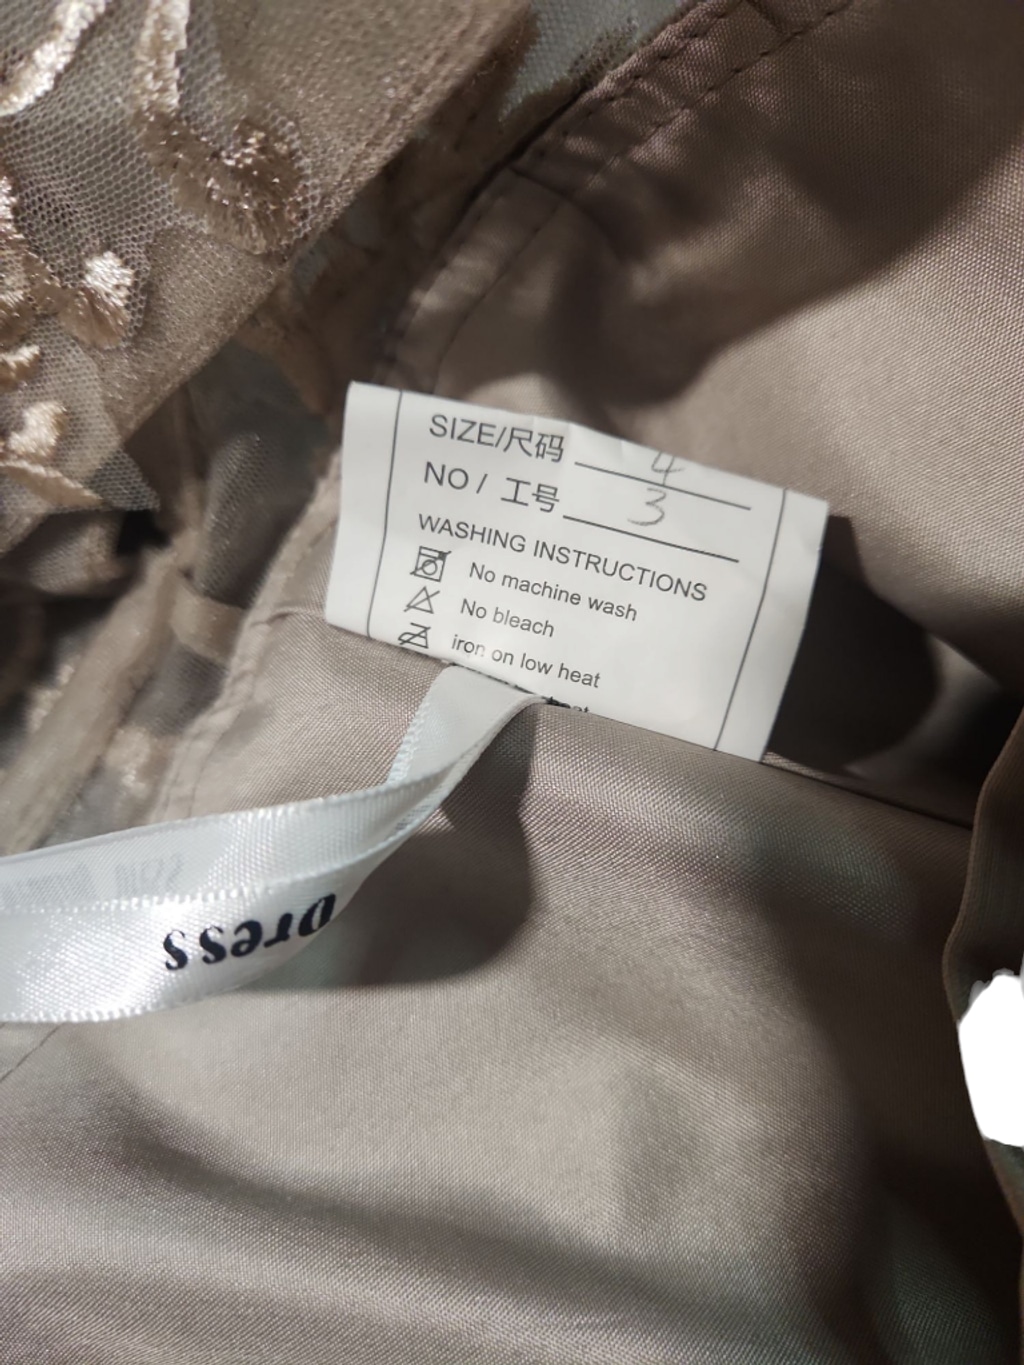 SIZE/尺码 4
NO / 工号 3
WASHING INSTRUCTIONS
No machine wash
No bleach
iron on low heat
Dress